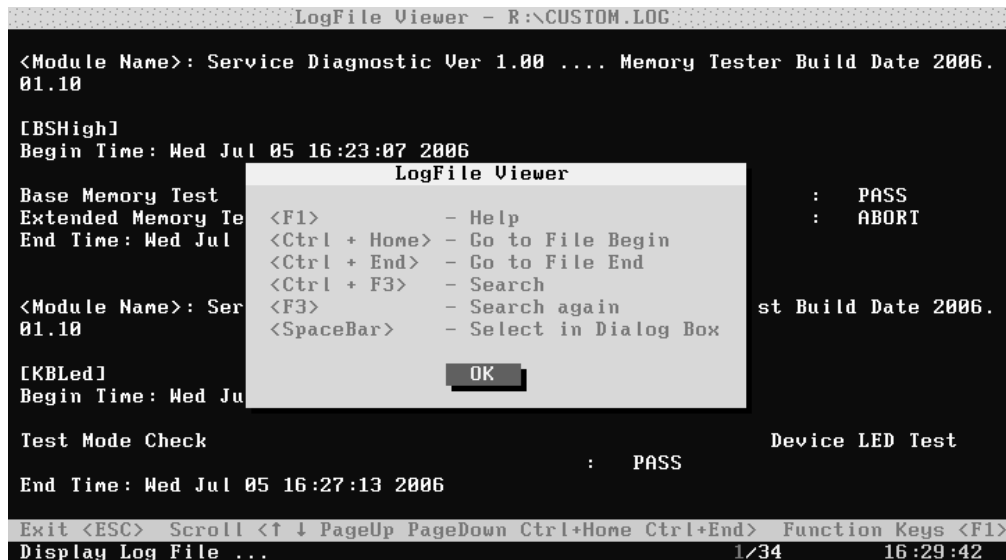 LogFile Viewer - R:\CUSTOM.LOG
<Module Name>: Service Diagnostic Ver 1.00 .... Memory Tester Build Date 2006.
01.10
[BSHigh]
Begin Time: Wed Jul 05 16:23:07 2006
Base Memory Test : PASS
Extended Memory Te : ABORT
End Time: Wed Jul
LogFile Viewer
<F1> - Help
<Ctrl + Home> - Go to File Begin
<Ctrl + End> - Go to File End
<Ctrl + F3> - Search
<F3> - Search again
<SpaceBar> - Select in Dialog Box
OK
<Module Name>: Ser st Build Date 2006.
01.10
[KBLed]
Begin Time: Wed Ju
Test Mode Check Device LED Test
: PASS
End Time: Wed Jul 05 16:27:13 2006
Exit <ESC> Scroll <↑ ↓ PageUp PageDown Ctrl+Home Ctrl+End> Function Keys <F1>
Display Log File ... 1/34 16:29:42